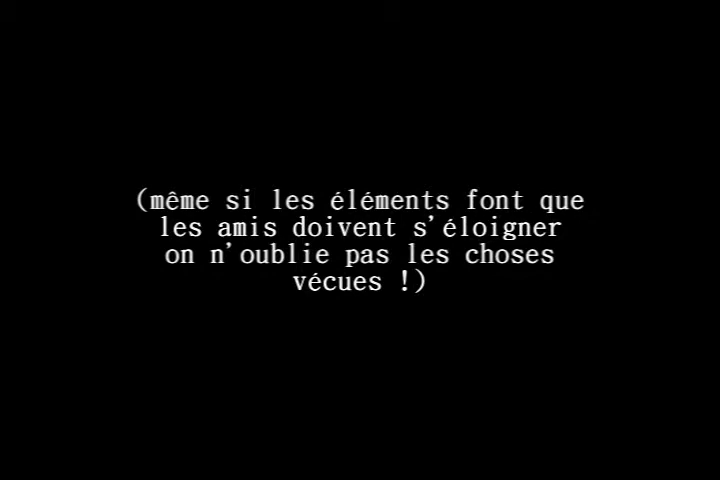 (même si les éléments font que
les amis doivent s'éloigner
on n'oublie pas les choses
vécues !)